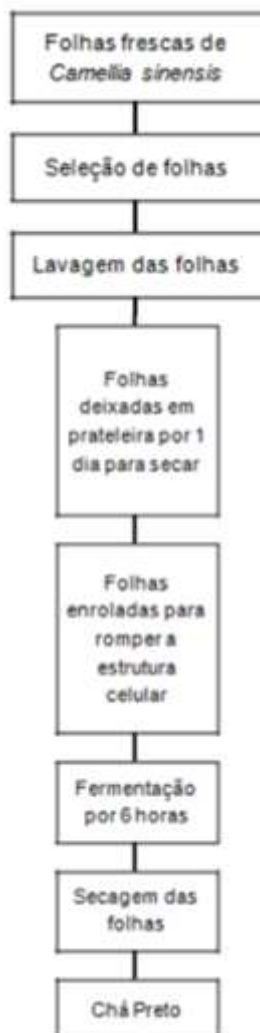 Folhas frescas de
Camellia sinensis
Seleção de folhas
Lavagem das folhas
Folhas
deixadas em
prateleira por 1
dia para secar
Folhas
enroladas para
romper a
estrutura
celular
Fermentação
por 6 horas
Secagem das
folhas
Chá Preto